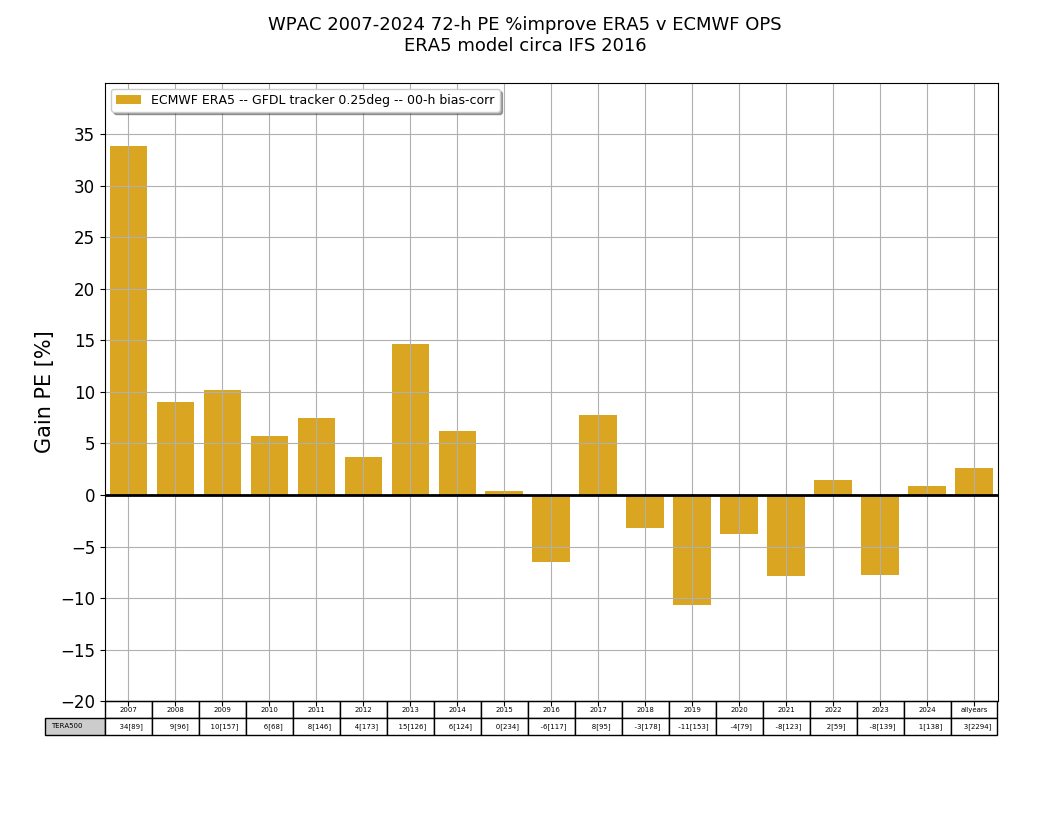 WPAC 2007-2024 72-h PE %improve ERA5 v ECMWF OPS
ERA5 model circa IFS 2016
ECMWF ERA5 -- GFDL tracker 0.25deg -- 00-h bias-corr
Gain PE [%]
35
30
25
20
15
10
5
0
−5
−10
−15
−20
2007 2008 2009 2010 2011 2012 2013 2014 2015 2016 2017 2018 2019 2020 2021 2022 2023 2024 allyears
TERA500 34[89] 9[96] 10[157] 6[68] 8[146] 4[173] 15[126] 6[124] 0[234] -6[117] 8[95] -3[178] -11[153] -4[79] -8[123] 2[59] -8[139] 1[138] 3[2294]